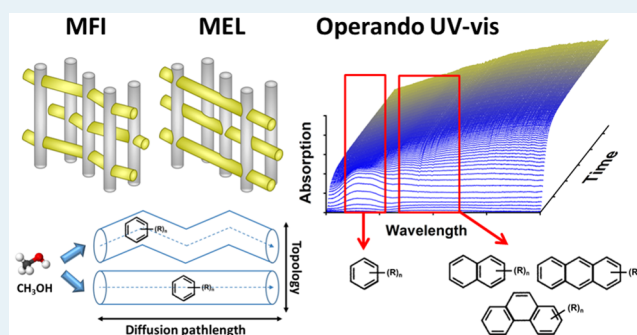 MFI
MEL
Operando UV-vis
Absorption
Time
Wavelength
CH₃OH
(R)n
(R)n
Topology
Diffusion pathlength
(R)n
(R)n
(R)n
(R)n